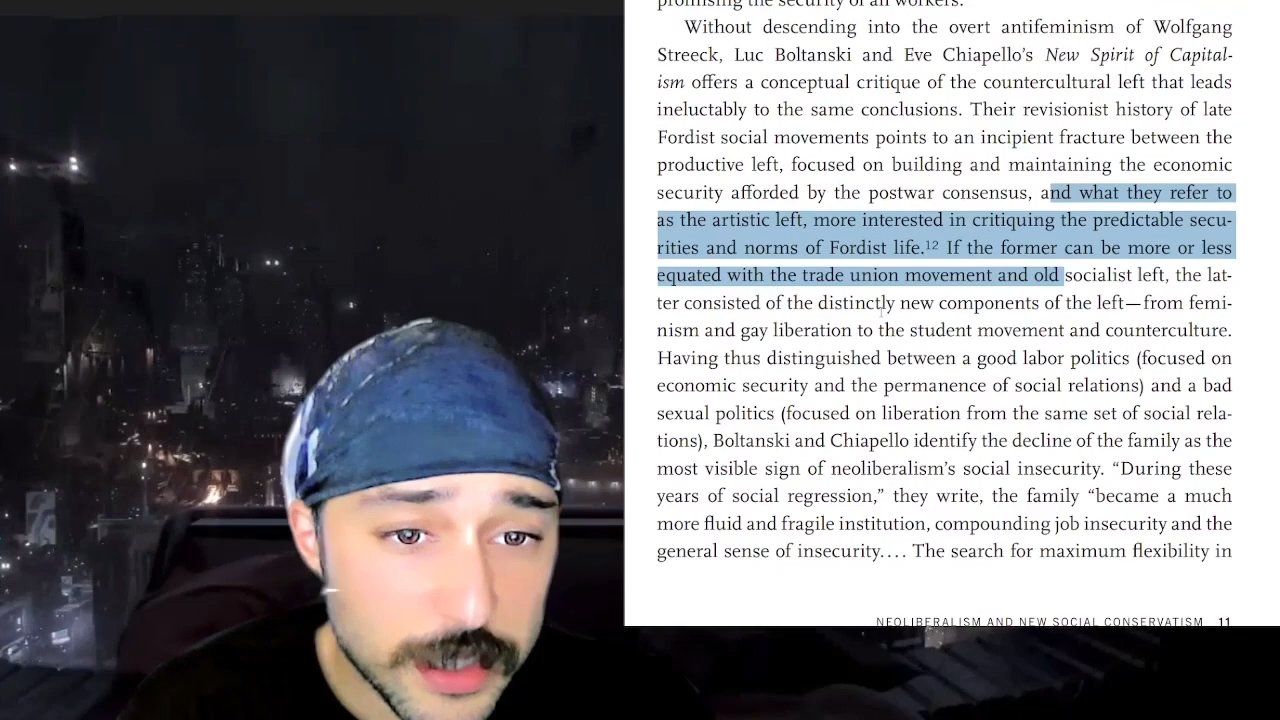 promising the security of all workers.
Without descending into the overt antifeminism of Wolfgang
Streeck, Luc Boltanski and Eve Chiapello's New Spirit of Capital-
ism offers a conceptual critique of the countercultural left that leads
ineluctably to the same conclusions. Their revisionist history of late
Fordist social movements points to an incipient fracture between the
productive left, focused on building and maintaining the economic
security afforded by the postwar consensus, and what they refer to
as the artistic left, more interested in critiquing the predictable secu-
rities and norms of Fordist life.¹² If the former can be more or less
equated with the trade union movement and old socialist left, the lat-
ter consisted of the distinctly new components of the left—from femi-
nism and gay liberation to the student movement and counterculture.
Having thus distinguished between a good labor politics (focused on
economic security and the permanence of social relations) and a bad
sexual politics (focused on liberation from the same set of social rela-
tions), Boltanski and Chiapello identify the decline of the family as the
most visible sign of neoliberalism's social insecurity. “During these
years of social regression,” they write, the family “became a much
more fluid and fragile institution, compounding job insecurity and the
general sense of insecurity.... The search for maximum flexibility in
NEOLIBERALISM AND NEW SOCIAL CONSERVATISM 11